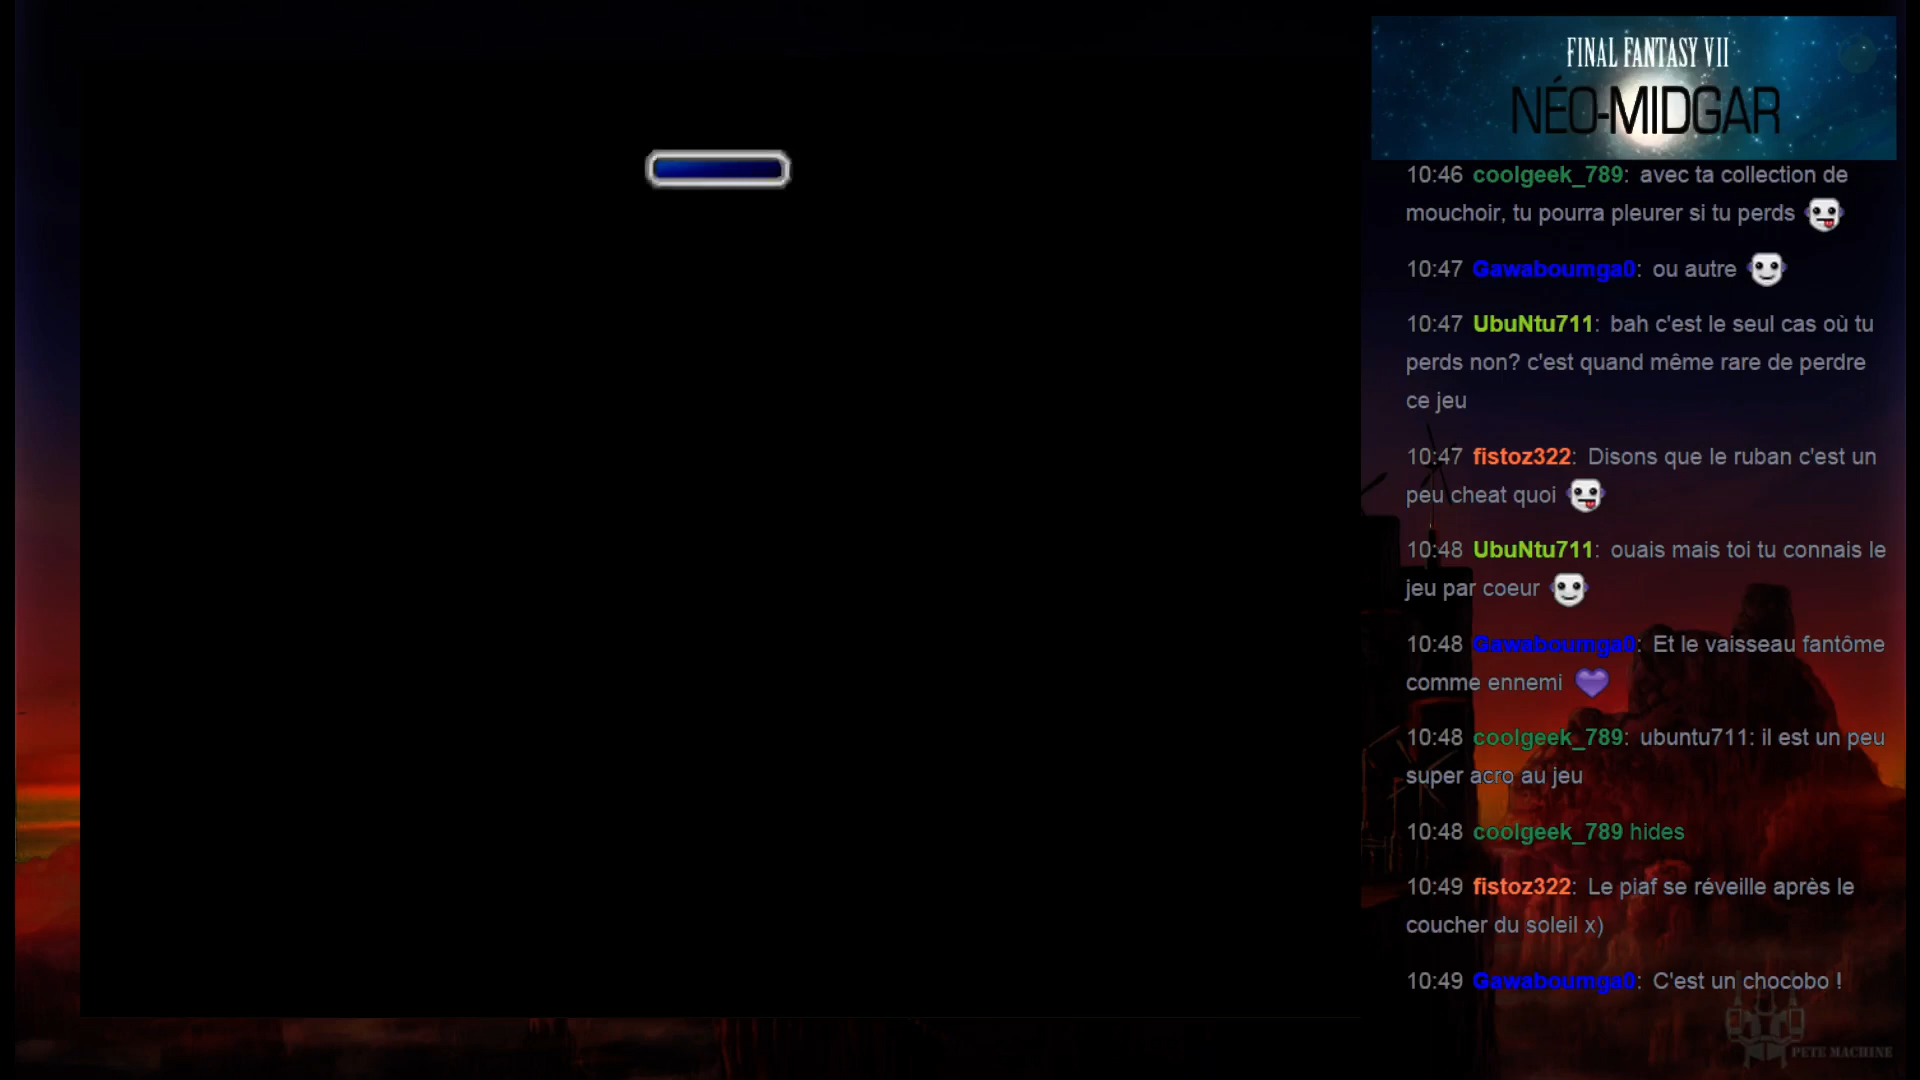 FINAL FANTASY VII
NÉO-MIDGAR
10:46 coolgeek_789: avec ta collection de
mouchoir, tu pourra pleurer si tu perds
10:47 Gawaboumga0: ou autre
10:47 UbuNtu711: bah c'est le seul cas où tu
perds non? c'est quand même rare de perdre
ce jeu
10:47 fistoz322: Disons que le ruban c'est un
peu cheat quoi
10:48 UbuNtu711: ouais mais toi tu connais le
jeu par coeur
10:48 Gawaboumga0: Et le vaisseau fantôme
comme ennemi
10:48 coolgeek_789: ubuntu711: il est un peu
super acro au jeu
10:48 coolgeek_789 hides
10:49 fistoz322: Le piaf se réveille après le
coucher du soleil x)
10:49 Gawaboumga0: C'est un chocobo !
PETE MACHINE